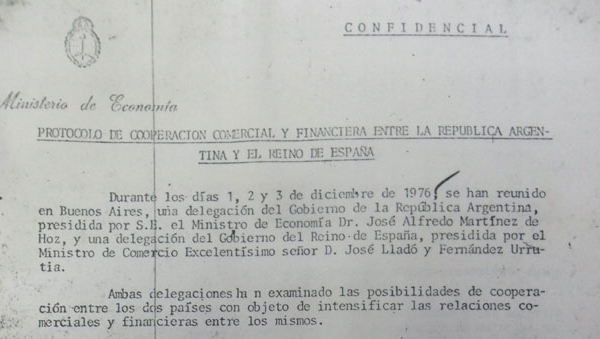 CONFIDENCIAL
Ministerio de Economía
PROTOCOLO DE COOPERACION COMERCIAL Y FINANCIERA ENTRE LA REPUBLICA ARGEN-
TINA Y EL REINO DE ESPAÑA
Durante los días 1, 2 y 3 de diciembre de 1976, se han reunido
en Buenos Aires, una delegación del Gobierno de la República Argentina,
presidida por S.E. el Ministro de Economía Dr. José Alfredo Martínez de
Hoz, y una delegación del Gobierno del Reino de España, presidida por el
Ministro de Comercio Excelentísimo señor D. José Lladó y Fernández Urru-
tia.
Ambas delegaciones ha n examinado las posibilidades de coopera-
ción entre los dos países con objeto de intensificar las relaciones co-
merciales y financieras entre los mismos.